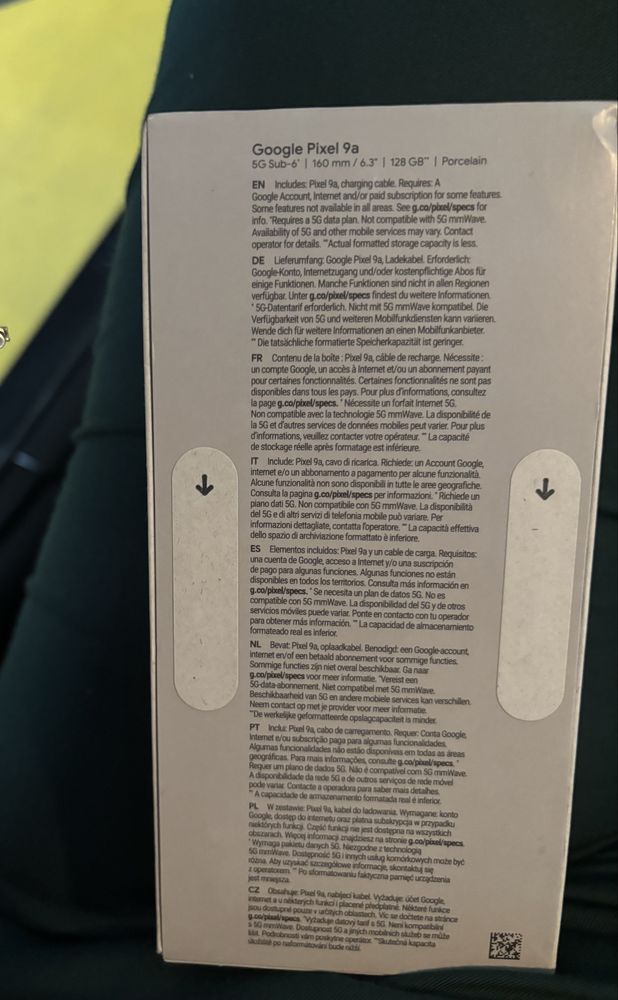 Google Pixel 9a
5G Sub-6* | 160 mm / 6.3" | 128 GB** | Porcelain
EN Includes: Pixel 9a, charging cable. Requires: A
Google Account, Internet and/or paid subscription for some features.
Some features not available in all areas. See g.co/pixel/specs for
info. *Requires a 5G data plan. Not compatible with 5G mmWave.
Availability of 5G and other mobile services may vary. Contact
operator for details. **Actual formatted storage capacity is less.
DE Lieferumfang: Google Pixel 9a, Ladekabel. Erforderlich:
Google-Konto, Internetzugang und/oder kostenpflichtige Abos für
einige Funktionen. Manche Funktionen sind nicht in allen Regionen
verfügbar. Unter g.co/pixel/specs findest du weitere Informationen.
* 5G-Datentarif erforderlich. Nicht mit 5G mmWave kompatibel. Die
Verfügbarkeit von 5G und weiteren Mobilfunkdiensten kann variieren.
Wende dich für weitere Informationen an einen Mobilfunkanbieter.
** Die tatsächliche formatierte Speicherkapazität ist geringer.
FR Contenu de la boîte : Pixel 9a, câble de recharge. Nécessite :
un compte Google, un accès à Internet et/ou un abonnement payant
pour certaines fonctionnalités. Certaines fonctionnalités ne sont pas
disponibles dans tous les pays. Pour plus d'informations, consultez
la page g.co/pixel/specs. * Nécessite un forfait Internet 5G.
Non compatible avec la technologie 5G mmWave. La disponibilité de
la 5G et d'autres services de données mobiles peut varier. Pour plus
d'informations, veuillez contacter votre opérateur. ** La capacité
de stockage réelle après formatage est inférieure.
IT Include: Pixel 9a, cavo di ricarica. Richiede: un Account Google,
internet e/o un abbonamento a pagamento per alcune funzionalità.
Alcune funzionalità non sono disponibili in tutte le aree geografiche.
Consulta la pagina g.co/pixel/specs per informazioni. * Richiede un
piano dati 5G. Non compatibile con 5G mmWave. La disponibilità
del 5G e di altri servizi di telefonia mobile può variare. Per
informazioni dettagliate, contatta l'operatore. ** La capacità effettiva
dello spazio di archiviazione formattato è inferiore.
ES Elementos incluidos: Pixel 9a y un cable de carga. Requisitos:
una cuenta de Google, acceso a Internet y/o una suscripción
de pago para algunas funciones. Algunas funciones no están
disponibles en todos los territorios. Consulta más información en
g.co/pixel/specs. * Se necesita un plan de datos 5G. No es
compatible con 5G mmWave. La disponibilidad del 5G y de otros
servicios móviles puede variar. Ponte en contacto con tu operador
para obtener más información. ** La capacidad de almacenamiento
formateado real es inferior.
NL Bevat: Pixel 9a, oplaadkabel. Benodigd: een Google-account,
internet en/of een betaald abonnement voor sommige functies.
Sommige functies zijn niet overal beschikbaar. Ga naar
g.co/pixel/specs voor meer informatie. *Vereist een
5G-data-abonnement. Niet compatibel met 5G mmWave.
Beschikbaarheid van 5G en andere mobiele services kan verschillen.
Neem contact op met je provider voor meer informatie.
**De werkelijke geformatteerde opslagcapaciteit is minder.
PT Inclui: Pixel 9a, cabo de carregamento. Requer: Conta Google,
Internet e/ou subscrição paga para algumas funcionalidades.
Algumas funcionalidades não estão disponíveis em todas as áreas
geográficas. Para mais informações, consulte g.co/pixel/specs. *
Requer um plano de dados 5G. Não é compatível com 5G mmWave.
A disponibilidade da rede 5G e de outros serviços de rede móvel
pode variar. Contacte a operadora para saber mais detalhes.
** A capacidade de armazenamento formatada real é inferior.
PL W zestawie: Pixel 9a, kabel do ładowania. Wymagane: konto
Google, dostęp do internetu oraz płatna subskrypcja w przypadku
niektórych funkcji. Część funkcji nie jest dostępna na wszystkich
obszarach. Więcej informacji znajdziesz na stronie g.co/pixel/specs.
* Wymaga pakietu danych 5G. Niezgodne z technologią
5G mmWave. Dostępność 5G i innych usług komórkowych może być
różna. Aby uzyskać szczegółowe informacje, skontaktuj się
z operatorem. ** Po sformatowaniu faktyczna pamięć urządzenia
jest mniejsza.
CZ Obsahuje: Pixel 9a, nabíjecí kabel. Vyžaduje: účet Google,
internet a u některých funkcí i placené předplatné. Některé funkce
jsou dostupné pouze v určitých oblastech. Víc se dočtete na stránce
g.co/pixel/specs. *Vyžaduje datový tarif s 5G. Není kompatibilní
s 5G mmWave. Dostupnost 5G a jiných mobilních služeb se může
lišit. Podrobnosti vám poskytne operátor. **Skutečná kapacita
úložiště po naformátování bude nižší.